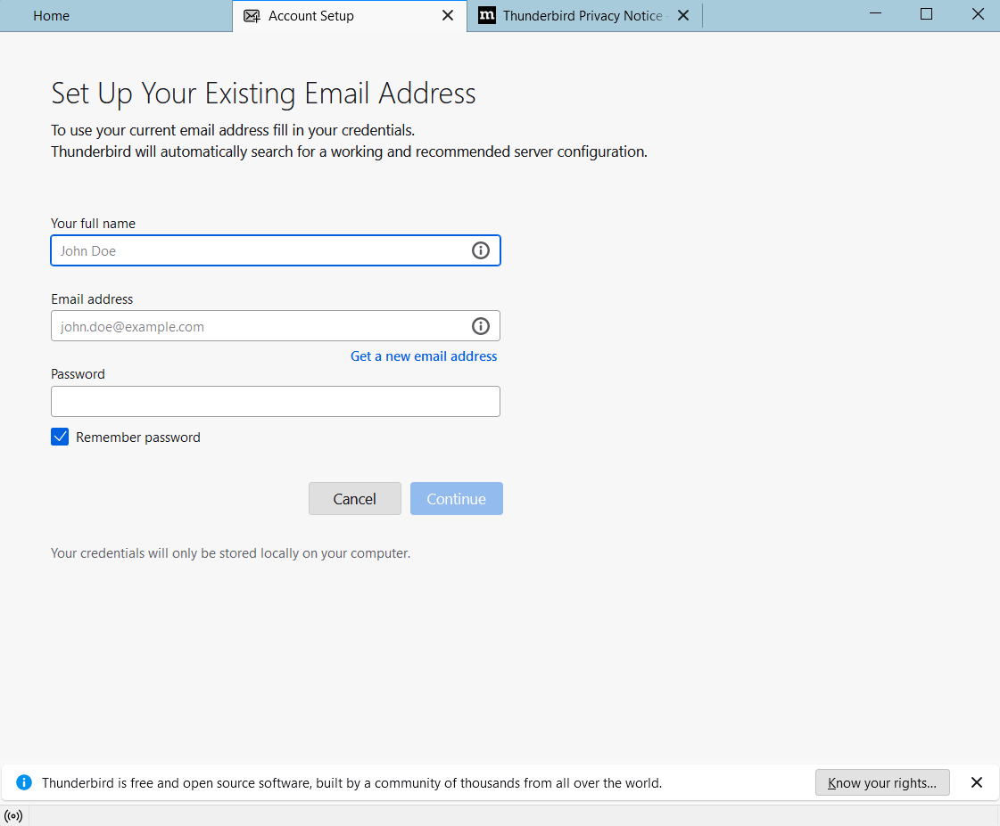 Home
Account Setup
m Thunderbird Privacy Notice
Set Up Your Existing Email Address
To use your current email address fill in your credentials.
Thunderbird will automatically search for a working and recommended server configuration.
Your full name
John Doe
Email address
john.doe@example.com
Get a new email address
Password
Remember password
Cancel
Continue
Your credentials will only be stored locally on your computer.
Thunderbird is free and open source software, built by a community of thousands from all over the world.
Know your rights...